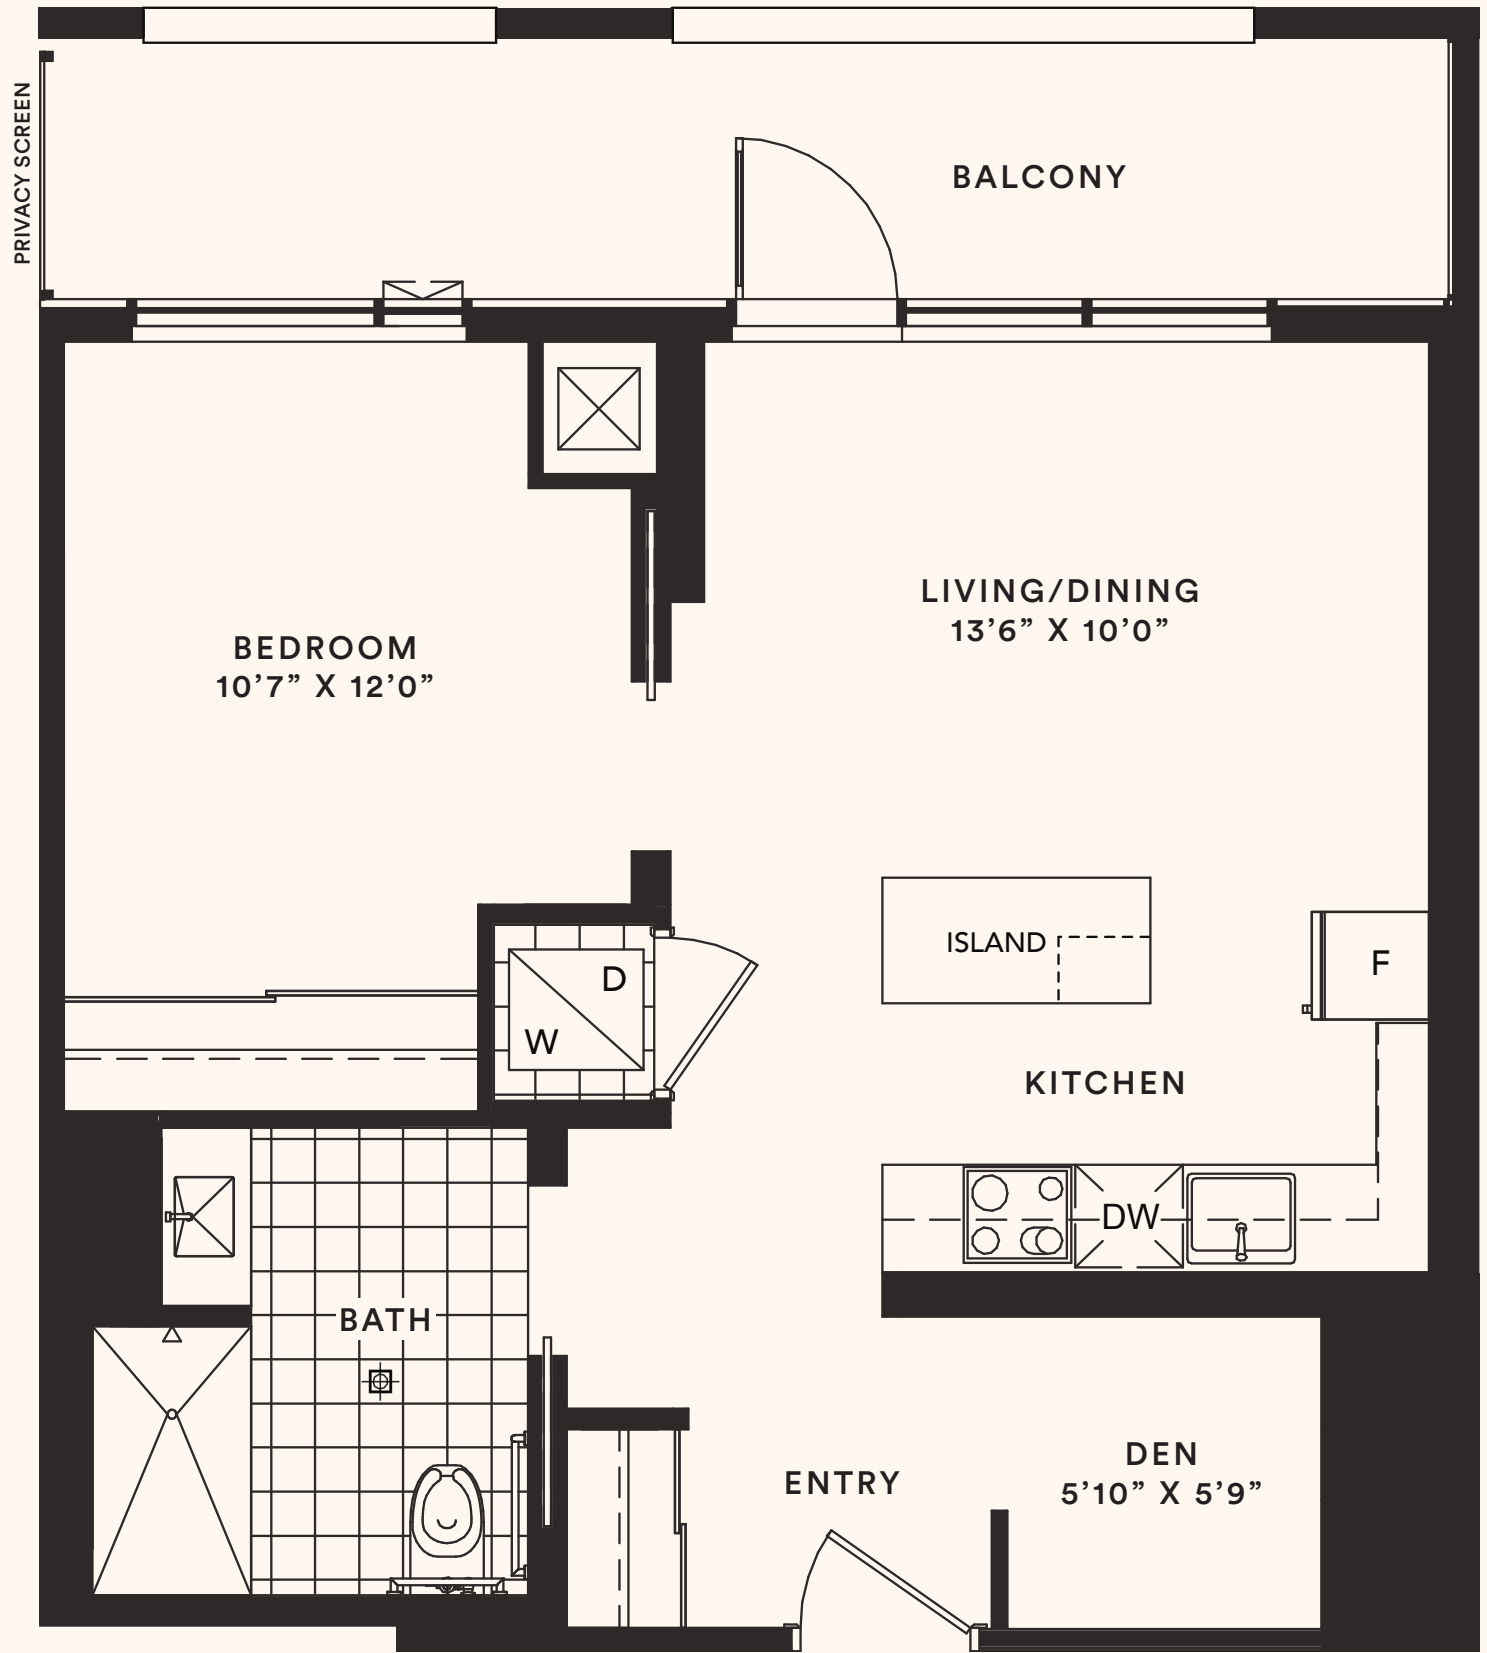 PRIVACY SCREEN
BALCONY
LIVING/DINING
13’6” X 10’0”
BEDROOM
10’7” X 12’0”
ISLAND
D
W
F
KITCHEN
DW
BATH
ENTRY
DEN
5’10” X 5’9”